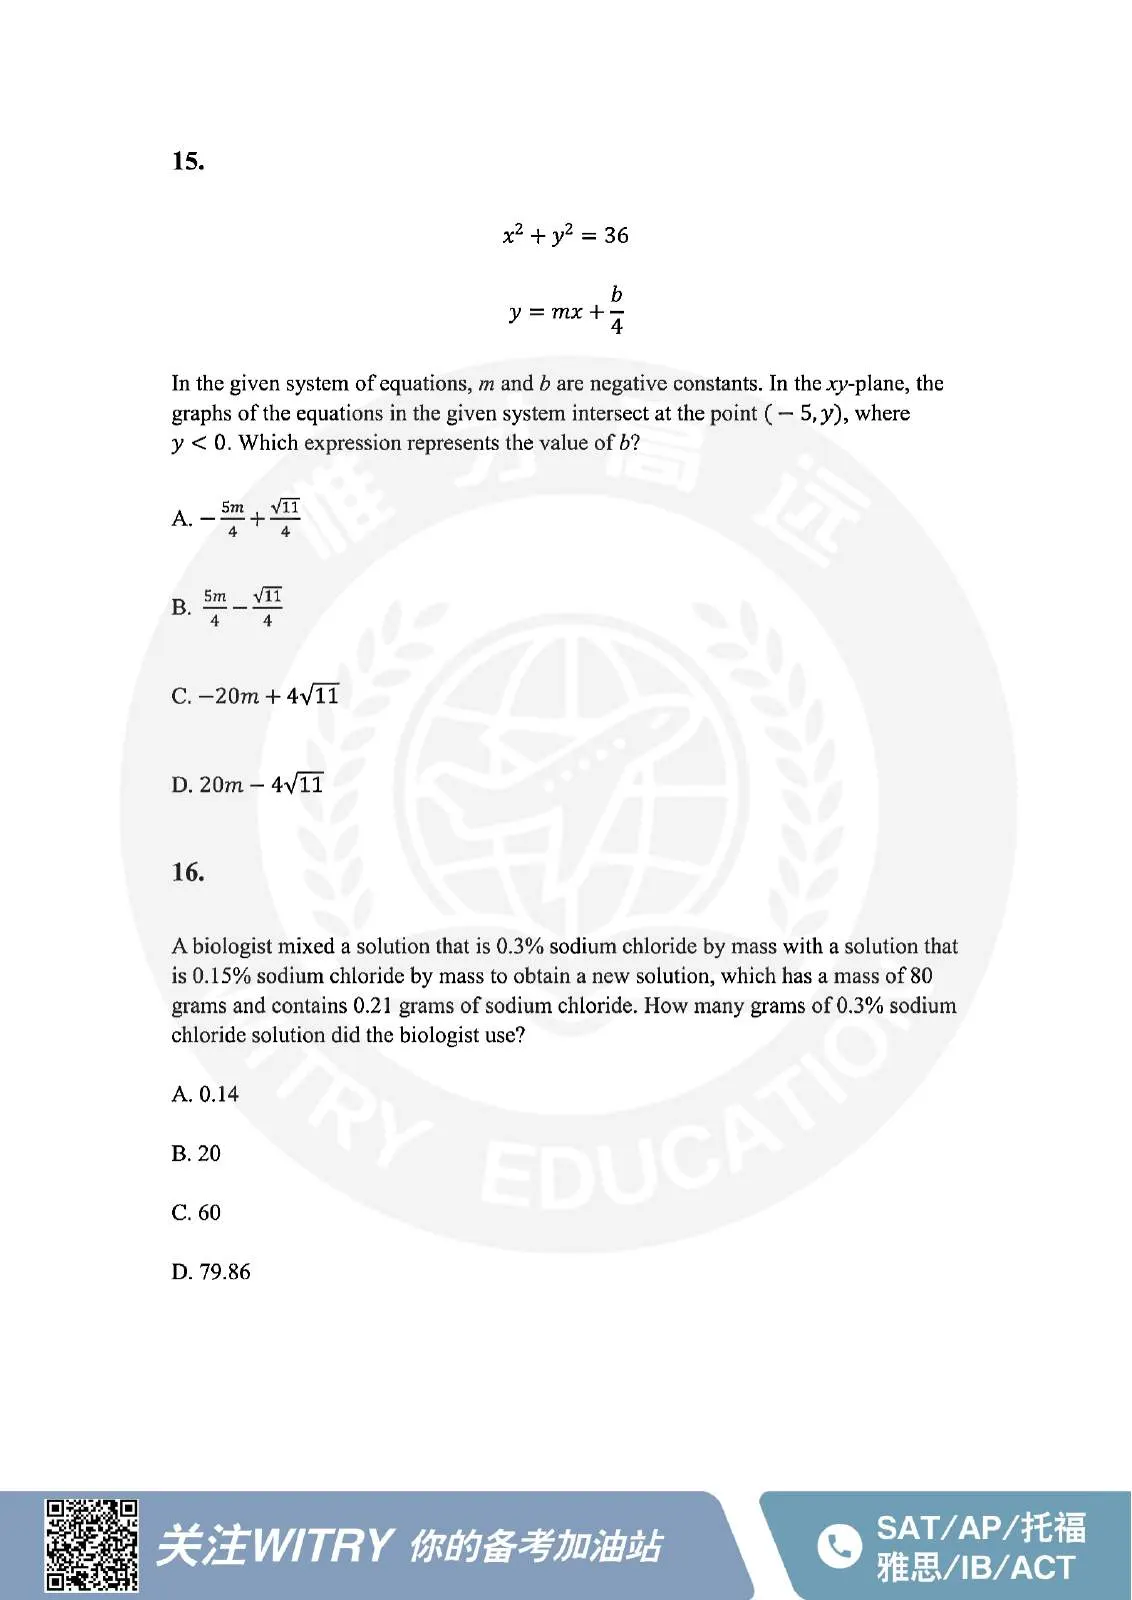 15.
x² + y² = 36
y = mx + b/4
In the given system of equations, m and b are negative constants. In the xy-plane, the
graphs of the equations in the given system intersect at the point (− 5, y), where
y < 0. Which expression represents the value of b?
A. −5m/4 + √11/4
B. 5m/4 − √11/4
C. −20m + 4√11
D. 20m − 4√11
16.
A biologist mixed a solution that is 0.3% sodium chloride by mass with a solution that
is 0.15% sodium chloride by mass to obtain a new solution, which has a mass of 80
grams and contains 0.21 grams of sodium chloride. How many grams of 0.3% sodium
chloride solution did the biologist use?
A. 0.14
B. 20
C. 60
D. 79.86
惟分高远
WITRY EDUCATION
关注WITRY 你的备考加油站
SAT/AP/托福
雅思/IB/ACT